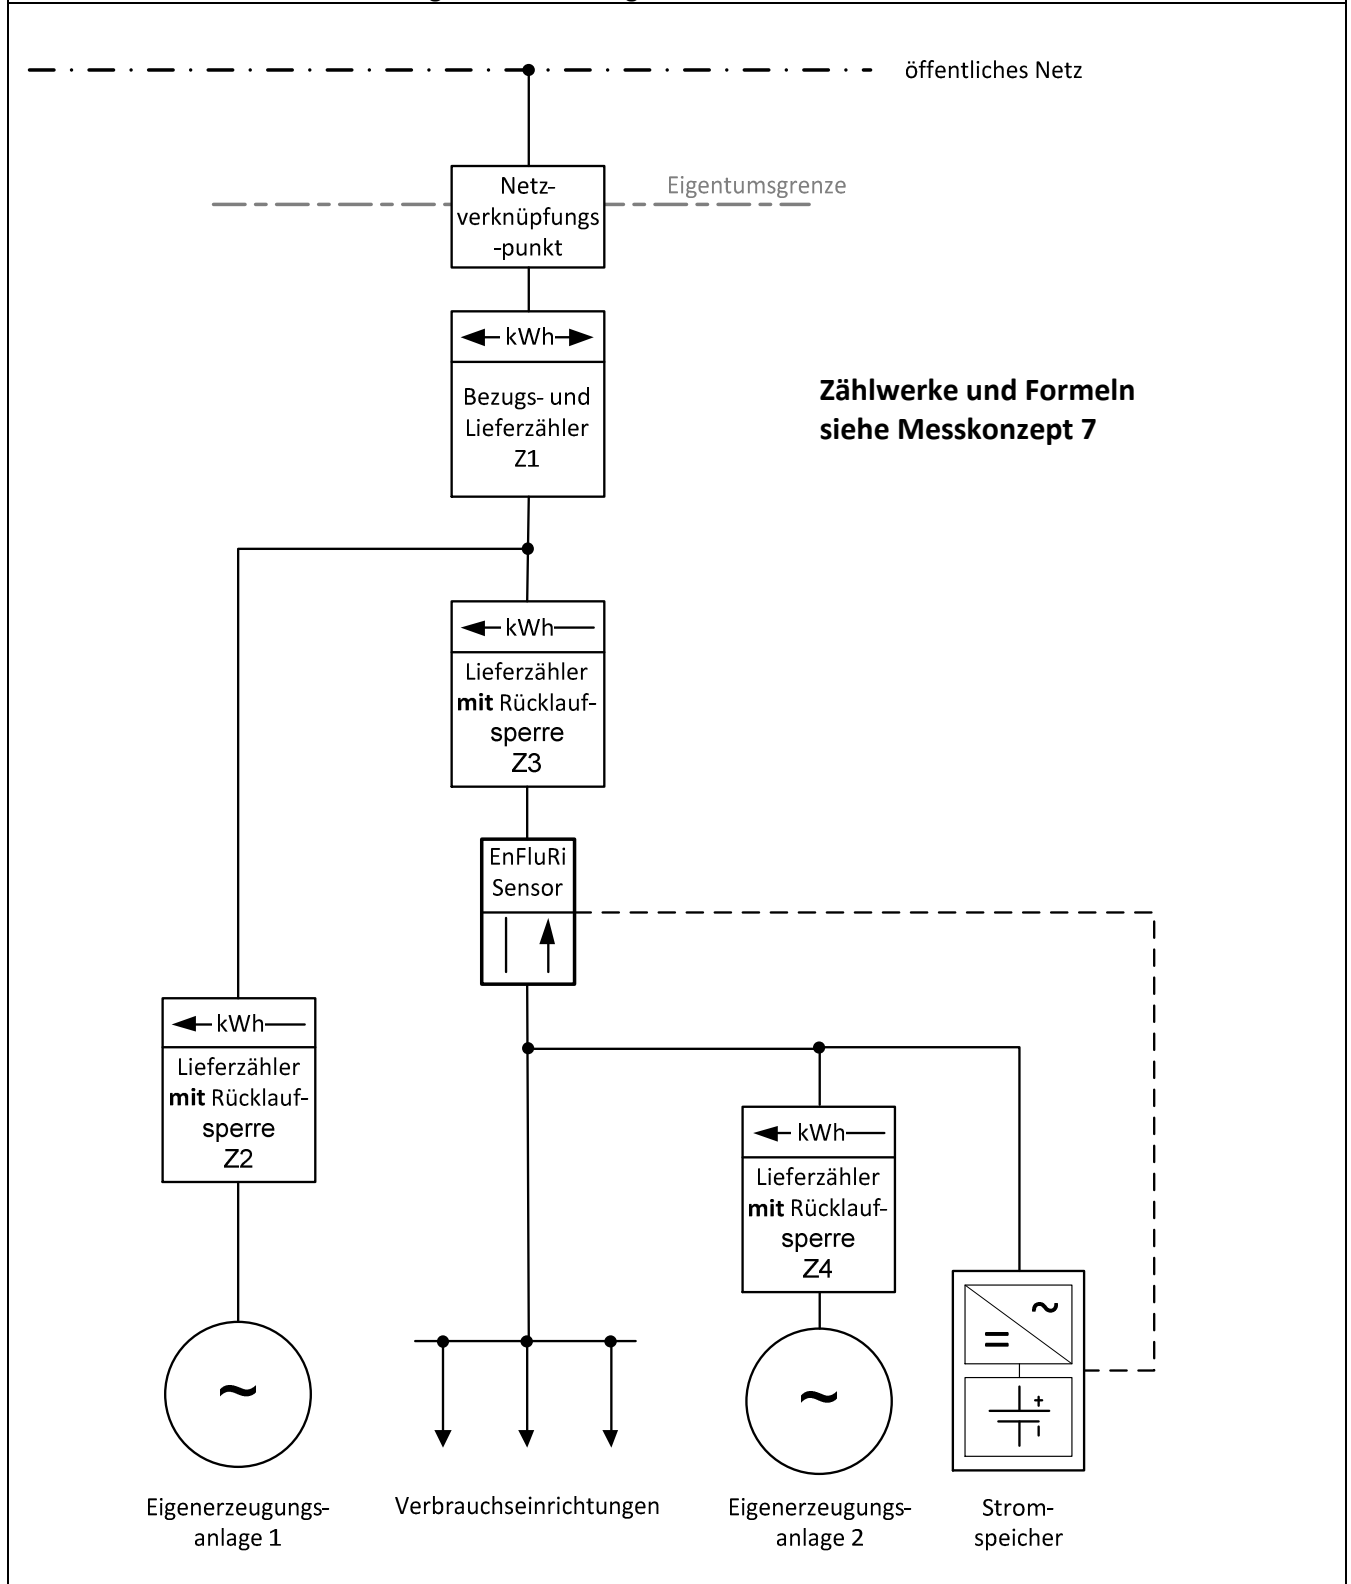 öffentliches Netz
Netz-
verknüpfungs
-punkt
Eigentumsgrenze
kWh
Bezugs- und
Lieferzähler
Z1
Zählwerke und Formeln
siehe Messkonzept 7
kWh
Lieferzähler
mit Rücklauf-
sperre
Z3
EnFluRi
Sensor
kWh
Lieferzähler
mit Rücklauf-
sperre
Z2
kWh
Lieferzähler
mit Rücklauf-
sperre
Z4
~
=
+
~
~
Eigenerzeugungs-
anlage 1
Verbrauchseinrichtungen
Eigenerzeugungs-
anlage 2
Strom-
speicher